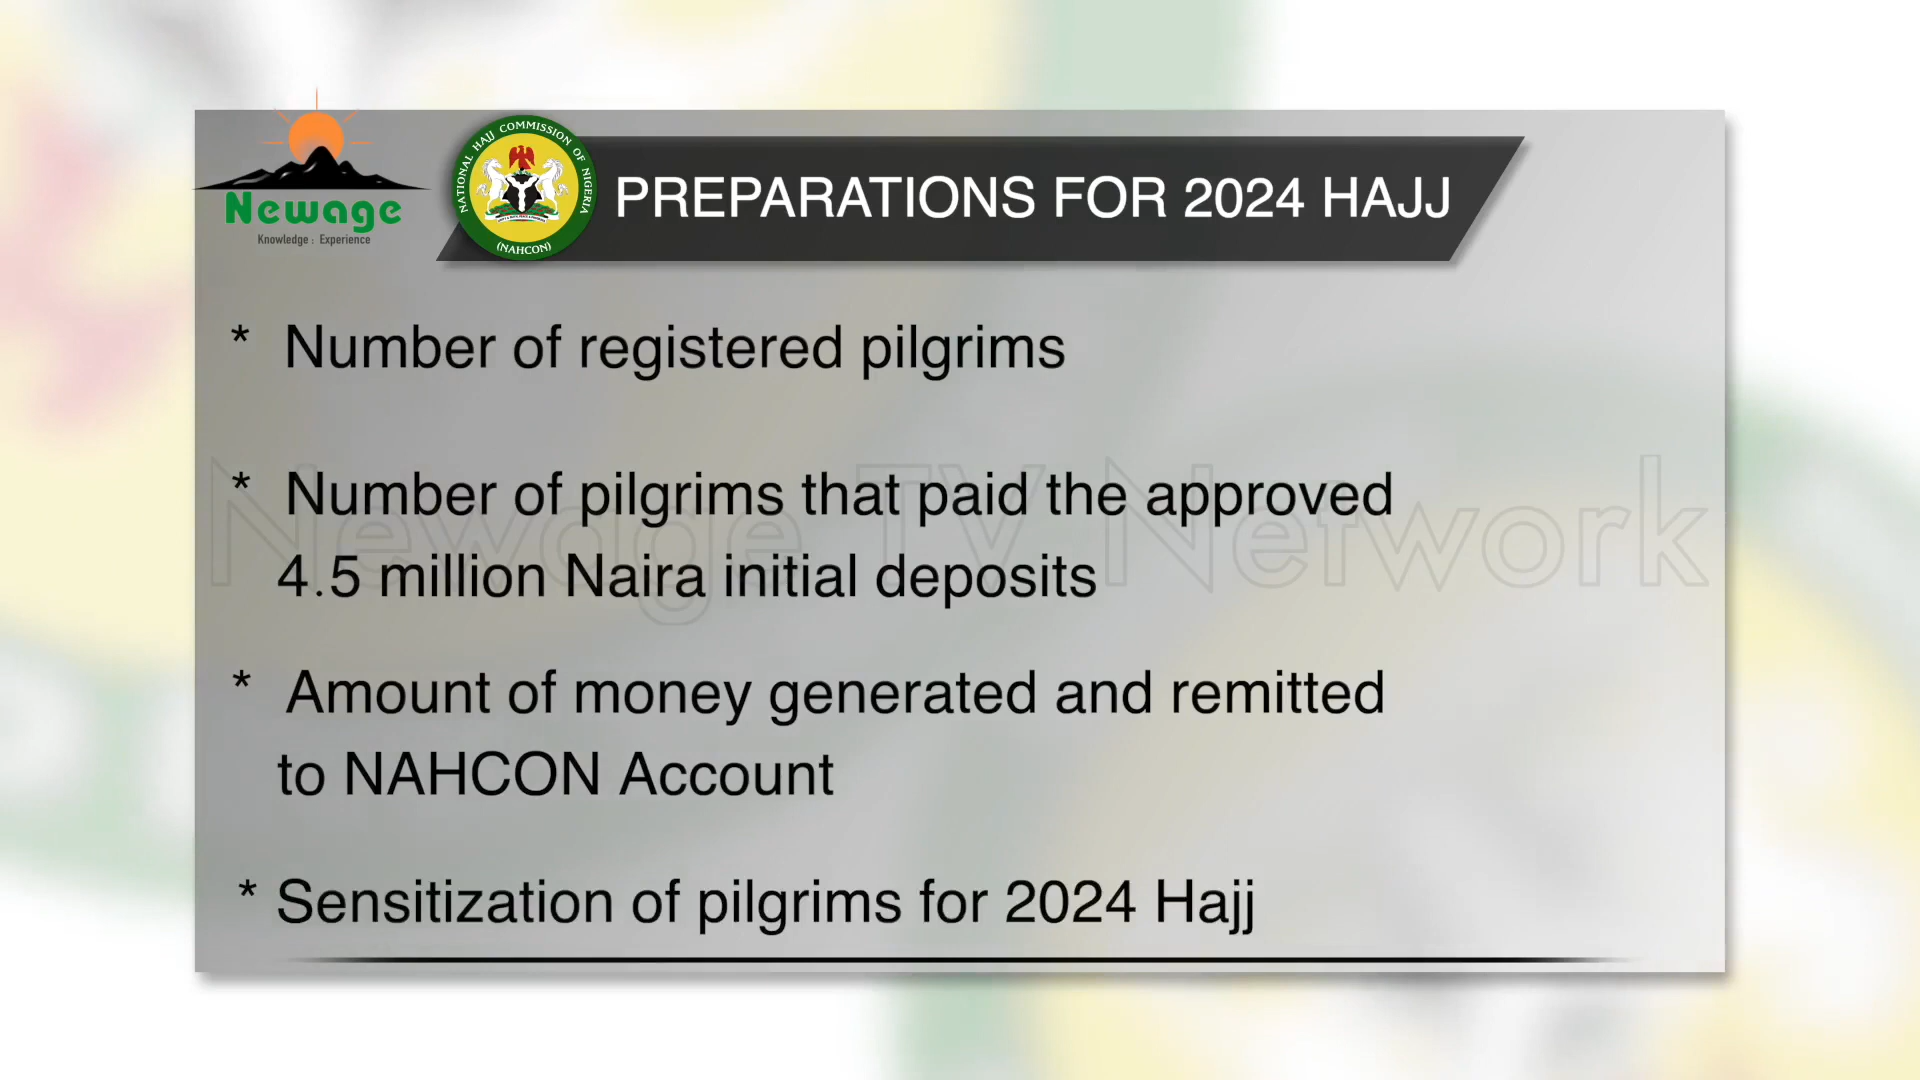 Newage
Knowledge : Experience
NATIONAL HAJJ COMMISSION OF NIGERIA
(NAHCON)
PREPARATIONS FOR 2024 HAJJ
* Number of registered pilgrims
* Number of pilgrims that paid the approved
4.5 million Naira initial deposits
Newage TV Network
* Amount of money generated and remitted
to NAHCON Account
* Sensitization of pilgrims for 2024 Hajj